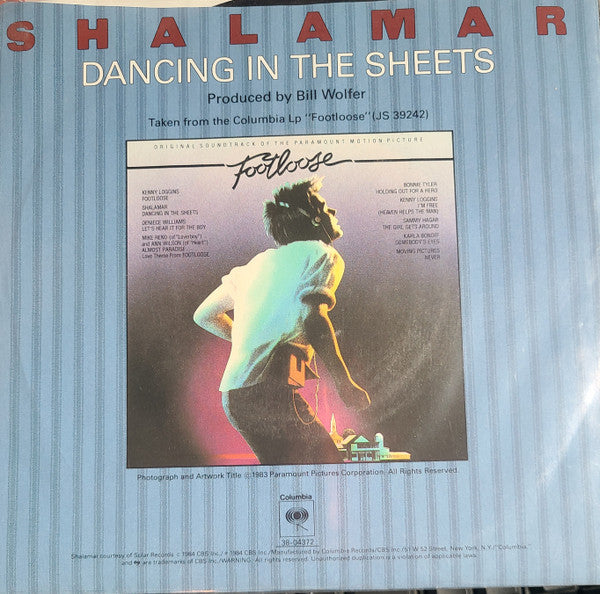 SHALAMAR
DANCING IN THE SHEETS
Produced by Bill Wolfer
Taken from the Columbia Lp "Footloose" (JS 39242)
ORIGINAL SOUNDTRACK OF THE PARAMOUNT MOTION PICTURE
Footloose
KENNY LOGGINS
FOOTLOOSE
SHALAMAR
DANCING IN THE SHEETS
DENIECE WILLIAMS
LET'S HEAR IT FOR THE BOY
MIKE RENO (of "Loverboy")
and ANN WILSON (of "Heart")
ALMOST PARADISE...
Love Theme From FOOTLOOSE
BONNIE TYLER
HOLDING OUT FOR A HERO
KENNY LOGGINS
I'M FREE
(HEAVEN HELPS THE MAN)
SAMMY HAGAR
THE GIRL GETS AROUND
KARLA BONOFF
SOMEBODY'S EYES
MOVING PICTURES
NEVER
Photograph and Artwork Title ©1983 Paramount Pictures Corporation. All Rights Reserved.
Columbia
38-04372
Shalamar courtesy of Solar Records © 1984 CBS Inc./℗ 1984 CBS Inc./Manufactured by Columbia Records/CBS Inc./51 W. 52 Street, New York, N.Y./"Columbia,"
and are trademarks of CBS Inc./WARNING: All rights reserved. Unauthorized duplication is a violation of applicable laws.